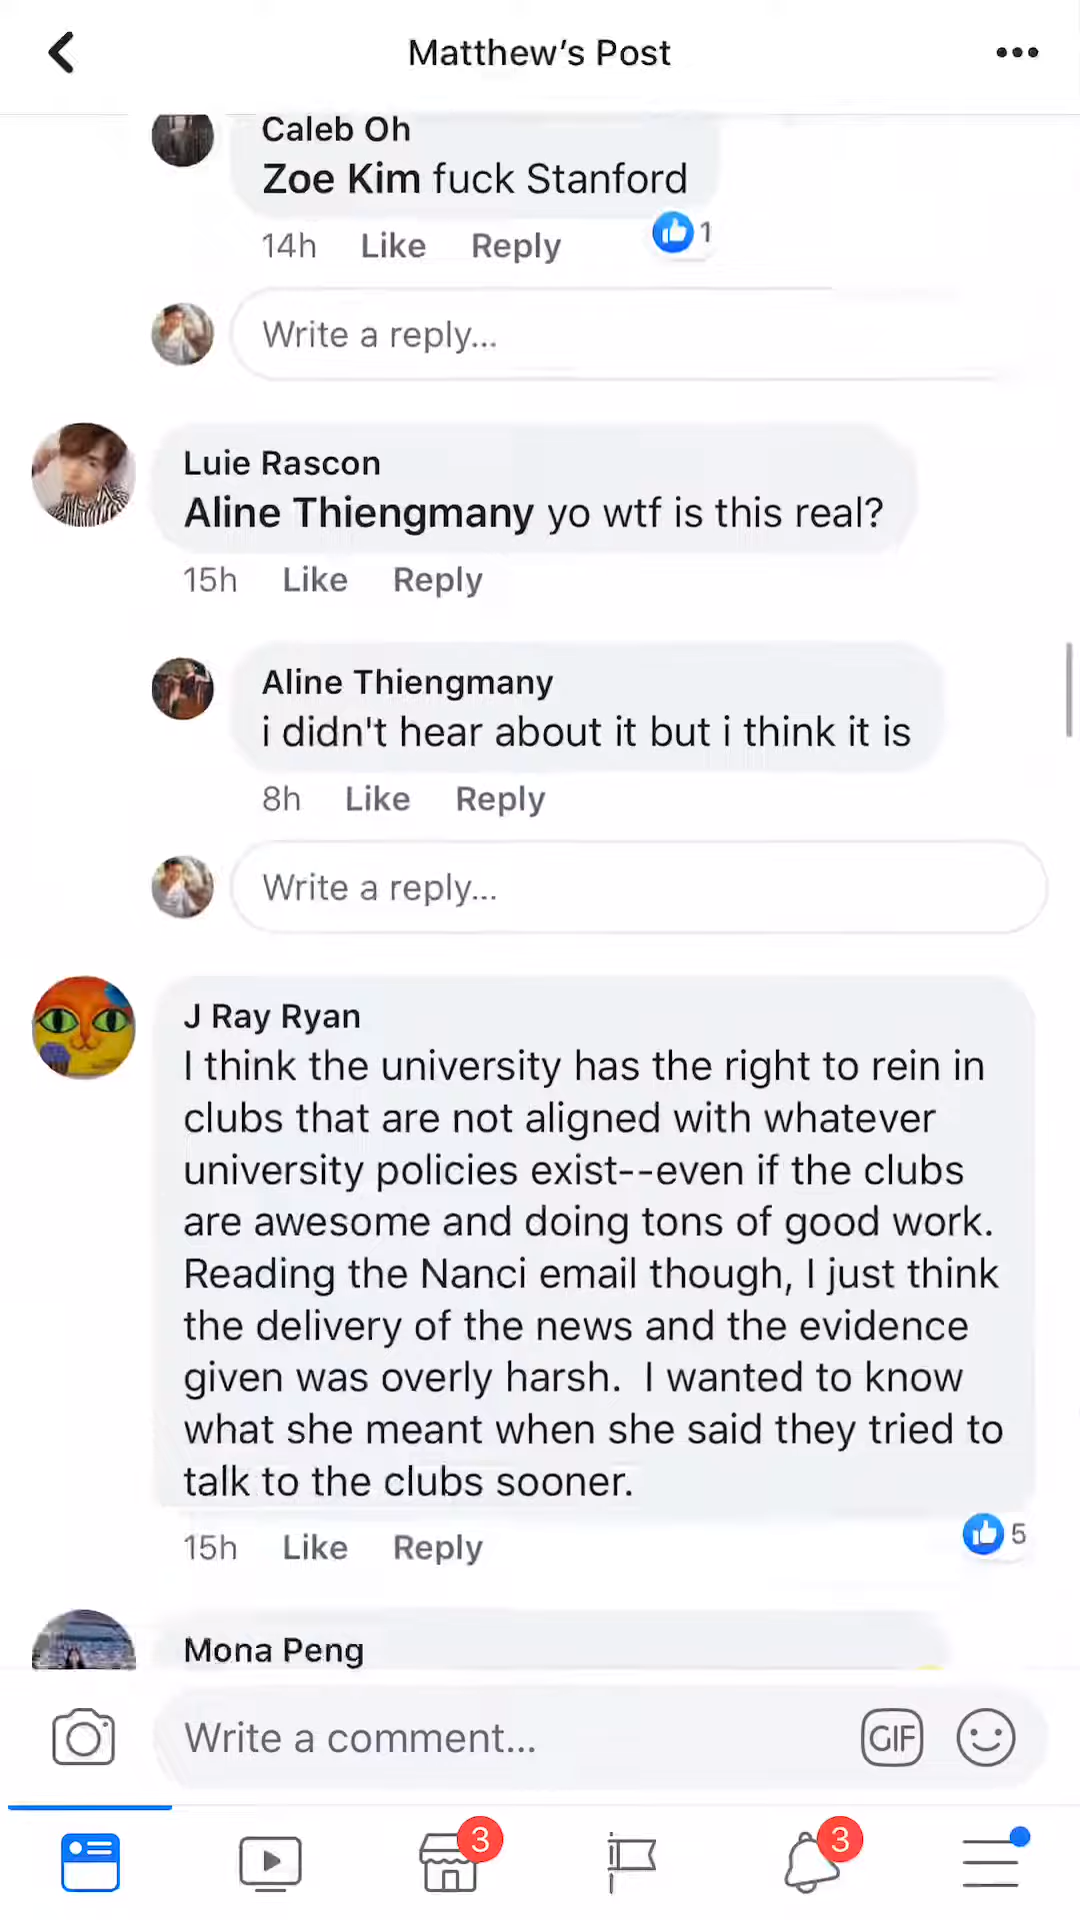 Matthew's Post
Caleb Oh
Zoe Kim fuck Stanford
14h Like Reply 1
Write a reply...
Luie Rascon
Aline Thiengmany yo wtf is this real?
15h Like Reply
Aline Thiengmany
i didn't hear about it but i think it is
8h Like Reply
Write a reply...
J Ray Ryan
I think the university has the right to rein in
clubs that are not aligned with whatever
university policies exist--even if the clubs
are awesome and doing tons of good work.
Reading the Nanci email though, I just think
the delivery of the news and the evidence
given was overly harsh.  I wanted to know
what she meant when she said they tried to
talk to the clubs sooner.
15h Like Reply 5
Mona Peng
Write a comment...
GIF
3
3